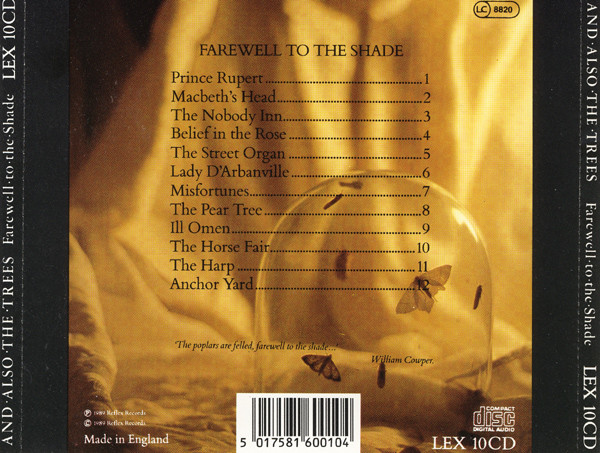 AND·ALSO·THE·TREES Farewell·to·the·Shade LEX 10CD
LC 8820
FAREWELL TO THE SHADE
Prince Rupert 1
Macbeth's Head 2
The Nobody Inn 3
Belief in the Rose 4
The Street Organ 5
Lady D'Arbanville 6
Misfortunes 7
The Pear Tree 8
Ill Omen 9
The Horse Fair 10
The Harp 11
Anchor Yard 12
'The poplars are felled, farewell to the shade...'
William Cowper.
℗ 1989 Reflex Records
© 1989 Reflex Records
Made in England
5 017581 600104
COMPACT
disc
DIGITAL AUDIO
LEX 10CD
AND·ALSO·THE·TREES Farewell·to·the·Shade LEX 10CD